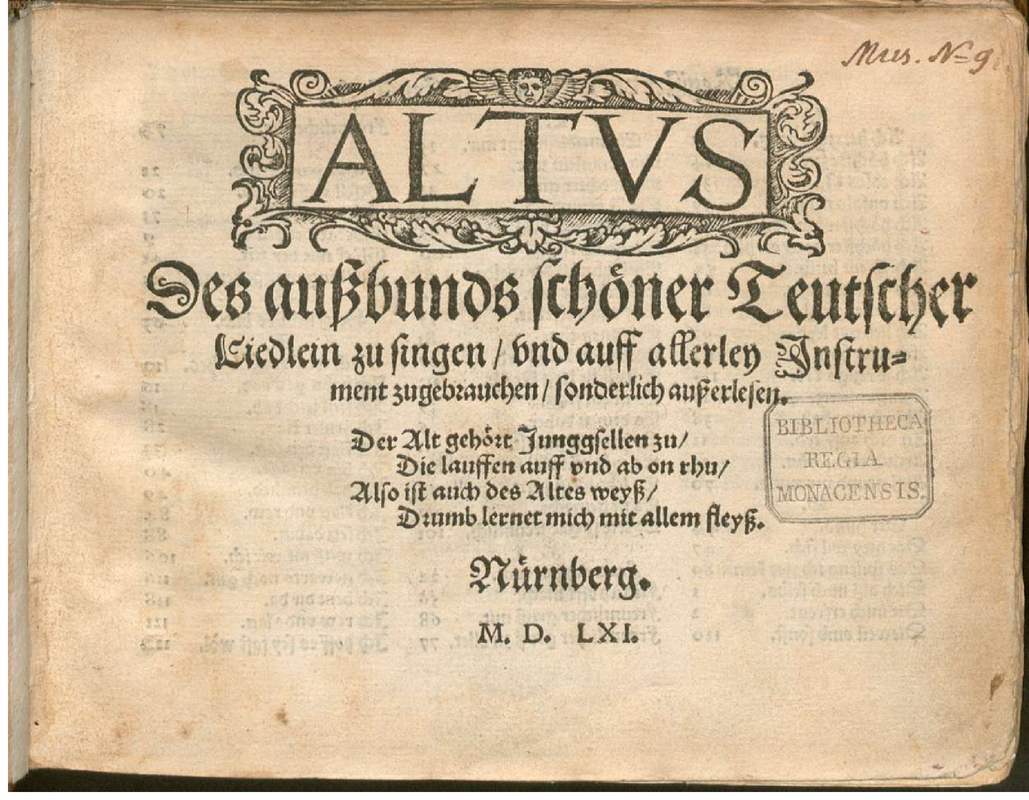 Mus. N= 9
ALTVS
Des außbunds schöner Teutscher
Liedlein zu singen / vnd auff allerley Instru=
ment zugebrauchen / sonderlich außerlesen.
Der Alt gehört Junggsellen zu/
Die lauffen auff vnd ab on rhu/
Also ist auch des Altes weyß/
Drumb lernet mich mit allem fleyß.
BIBLIOTHECA
REGIA
MONACENSIS.
Nürnberg.
M. D. LXI.